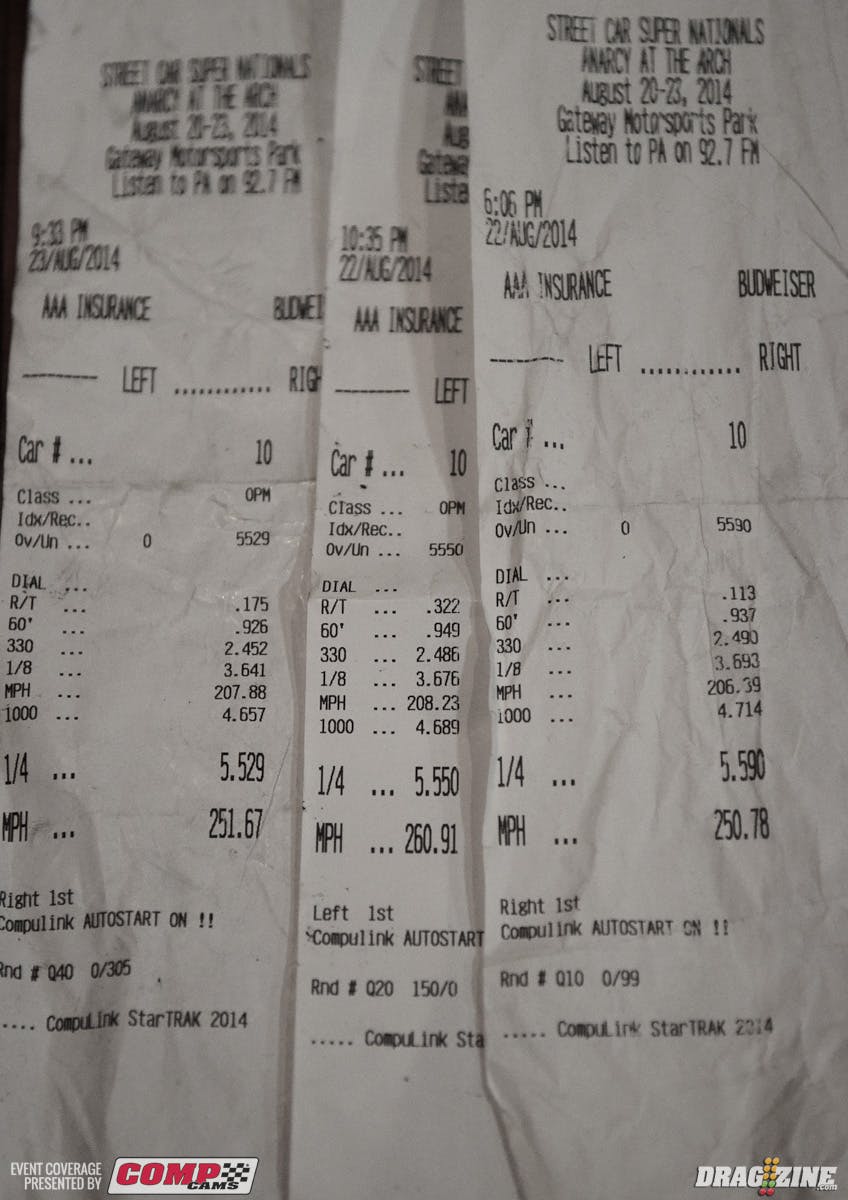 STREET CAR SUPER NATIONALS
ANARCY AT THE ARCH
August 20-23, 2014
Gateway Motorsports Park
Listen to PA on 92.7 FM
9:33 PM
23/AUG/2014
AAA INSURANCE BUDWEI
--------- LEFT ............ RIGH
Car # ... 10
Class ... OPM
Idx/Rec..
Ov/Un ... 0 5529
DIAL ...
R/T ... .175
60' ... .926
330 ... 2.452
1/8 ... 3.641
MPH ... 207.88
1000 ... 4.657
1/4 ... 5.529
MPH ... 251.67
Right 1st
Compulink AUTOSTART ON !!
Rnd # Q40 0/305
.... CompuLink StarTRAK 2014
STREET
AN
Aug
Gateway
Liste
10:35 PM
22/AUG/2014
AAA INSURANCE
--------- LEFT
Car # ... 10
Class ... OPM
Idx/Rec..
Ov/Un ... 5550
DIAL ...
R/T ... .322
60' ... .949
330 ... 2.486
1/8 ... 3.676
MPH ... 208.23
1000 ... 4.689
1/4 ... 5.550
MPH ... 260.91
Left 1st
Compulink AUTOSTART
Rnd # Q20 150/0
..... CompuLink Sta
STREET CAR SUPER NATIONALS
ANARCY AT THE ARCH
August 20-23, 2014
Gateway Motorsports Park
Listen to PA on 92.7 FM
6:06 PM
22/AUG/2014
AAA INSURANCE BUDWEISER
--------- LEFT ............ RIGHT
Car # ... 10
Class ...
Idx/Rec..
Ov/Un ... 0 5590
DIAL ...
R/T ... .113
60' ... .937
330 ... 2.490
1/8 ... 3.693
MPH ... 206.39
1000 ... 4.714
1/4 ... 5.590
MPH ... 250.78
Right 1st
Compulink AUTOSTART ON !!
Rnd # Q10 0/99
..... CompuLink StarTRAK 2014
EVENT COVERAGE
PRESENTED BY
COMP
CAMS
DRAGZINE
.com